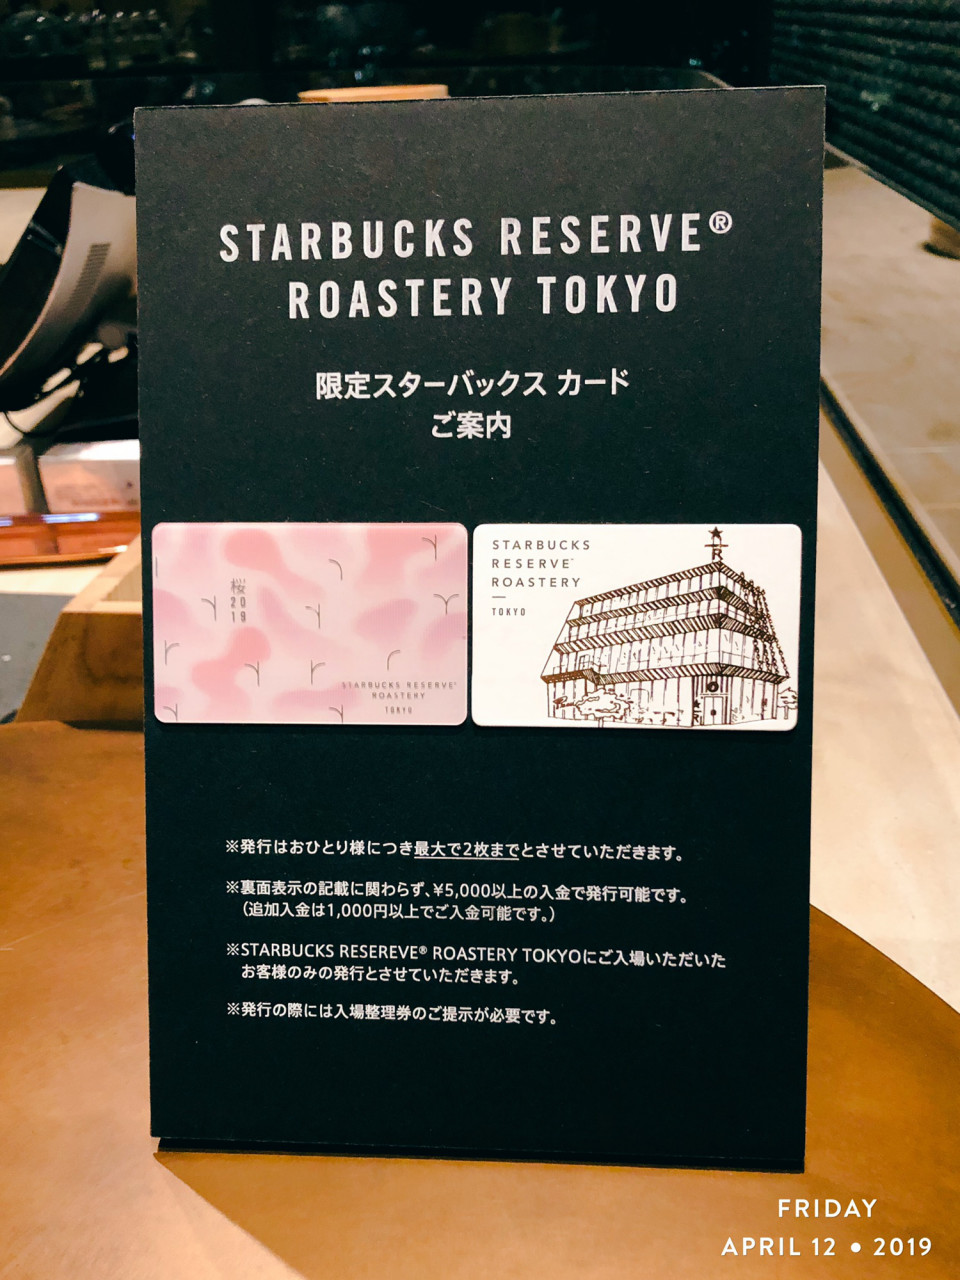 STARBUCKS RESERVE®
ROASTERY TOKYO
限定スターバックス カード
ご案内
桜
20
19
STARBUCKS RESERVE®
ROASTERY
TOKYO
STARBUCKS
RESERVE
ROASTERY
TOKYO
R
※発行はおひとり様につき最大で2枚までとさせていただきます。
※裏面表示の記載に関わらず、¥5,000以上の入金で発行可能です。
（追加入金は1,000円以上でご入金可能です。）
※STARBUCKS RESEREVE® ROASTERY TOKYOにご入場いただいた
お客様のみの発行とさせていただきます。
※発行の際には入場整理券のご提示が必要です。
FRIDAY
APRIL 12 • 2019